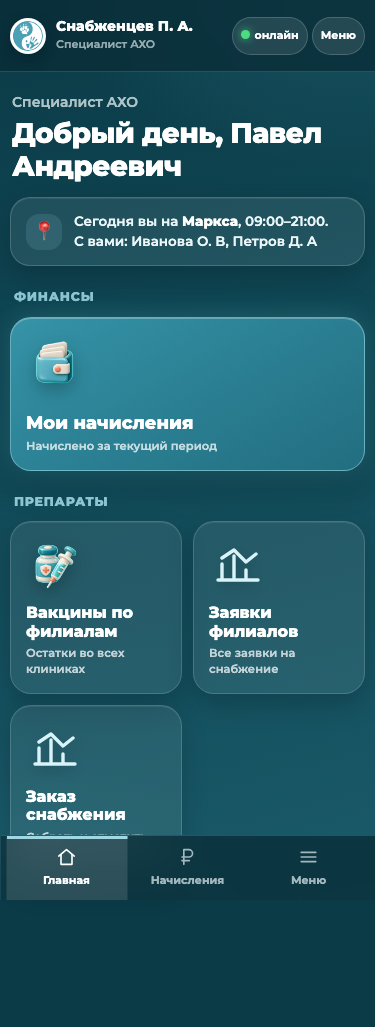 Снабженцев П. А.
Специалист АХО
онлайн
Меню
Специалист АХО
Добрый день, Павел
Андреевич
Сегодня вы на Маркса, 09:00–21:00.
С вами: Иванова О. В, Петров Д. А
ФИНАНСЫ
Мои начисления
Начислено за текущий период
ПРЕПАРАТЫ
Вакцины по
филиалам
Остатки во всех
клиниках
Заявки
филиалов
Все заявки на
снабжение
Заказ
снабжения
Главная
Начисления
Меню